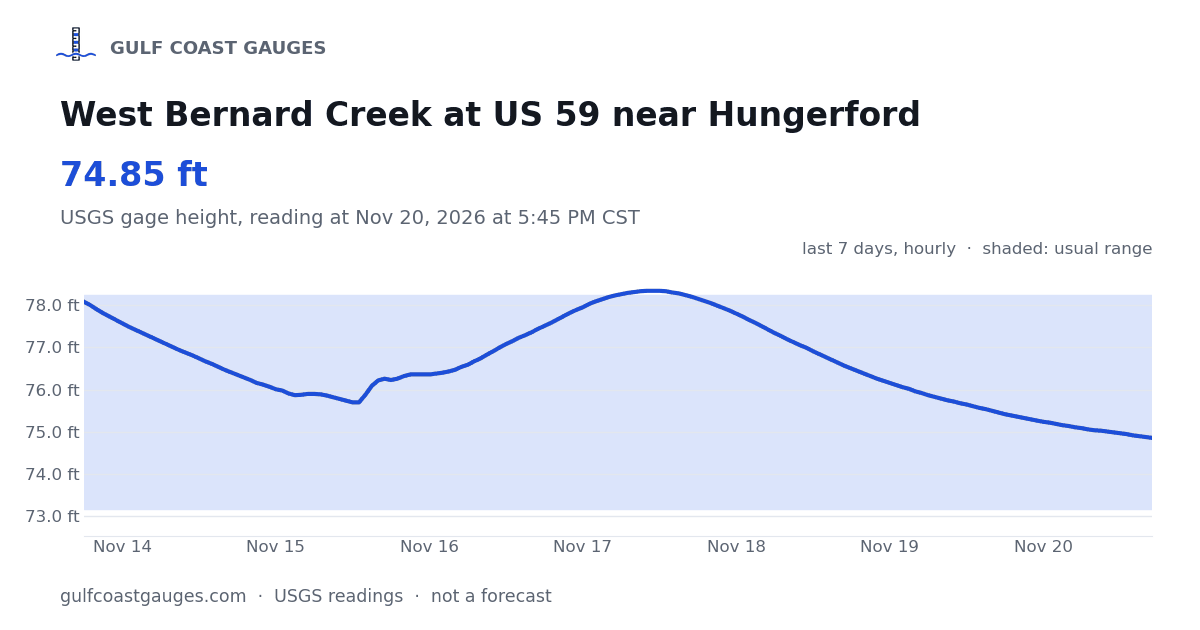 GULF COAST GAUGES
West Bernard Creek at US 59 near Hungerford
74.85 ft
USGS gage height, reading at Nov 20, 2026 at 5:45 PM CST
last 7 days, hourly · shaded: usual range
78.0 ft
77.0 ft
76.0 ft
75.0 ft
74.0 ft
73.0 ft
Nov 14 Nov 15 Nov 16 Nov 17 Nov 18 Nov 19 Nov 20
gulfcoastgauges.com · USGS readings · not a forecast